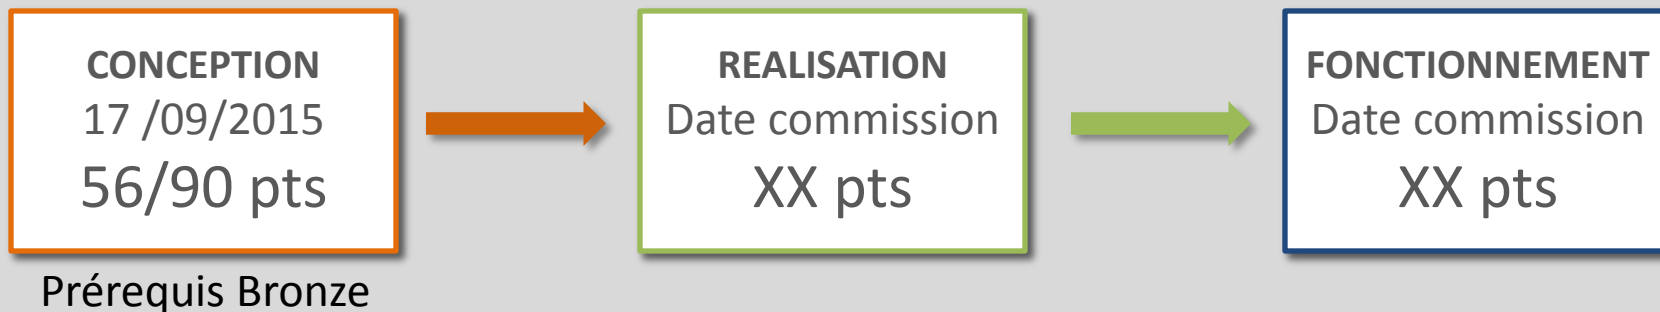 CONCEPTION
17 /09/2015
56/90 pts
Prérequis Bronze
REALISATION
Date commission
XX pts
FONCTIONNEMENT
Date commission
XX pts